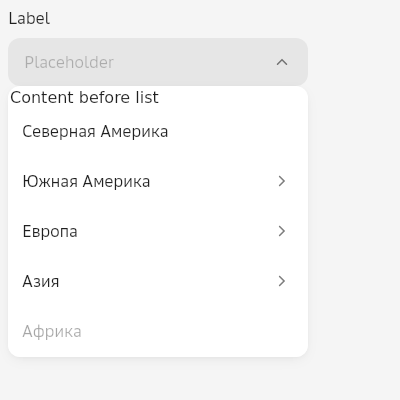 Label
Placeholder
Content before list
Северная Америка
Южная Америка
Европа
Азия
Африка